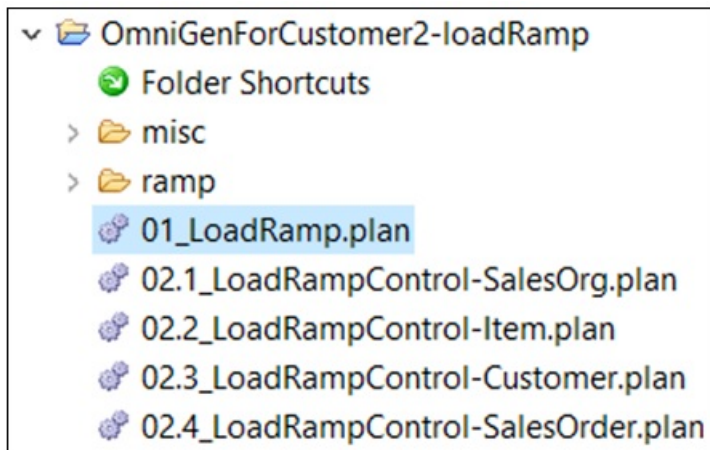 OmniGenForCustomer2-loadRamp
Folder Shortcuts
misc
ramp
01_LoadRamp.plan
02.1_LoadRampControl-SalesOrg.plan
02.2_LoadRampControl-Item.plan
02.3_LoadRampControl-Customer.plan
02.4_LoadRampControl-SalesOrder.plan